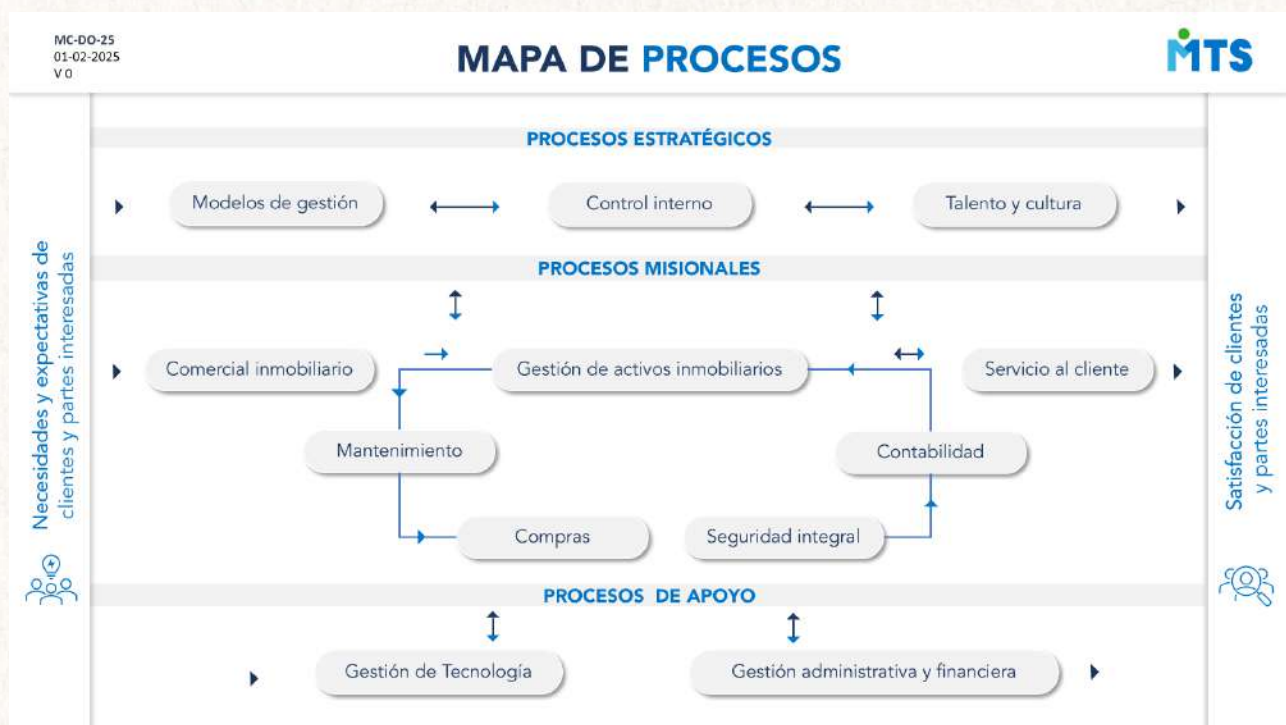 MC-DO-25
01-02-2025
V 0
MAPA DE PROCESOS
MTS
PROCESOS ESTRATÉGICOS
Modelos de gestión
Control interno
Talento y cultura
PROCESOS MISIONALES
Comercial inmobiliario
Gestión de activos inmobiliarios
Servicio al cliente
Mantenimiento
Contabilidad
Compras
Seguridad integral
PROCESOS DE APOYO
Gestión de Tecnología
Gestión administrativa y financiera
Necesidades y expectativas de
clientes y partes interesadas
Satisfacción de clientes
y partes interesadas